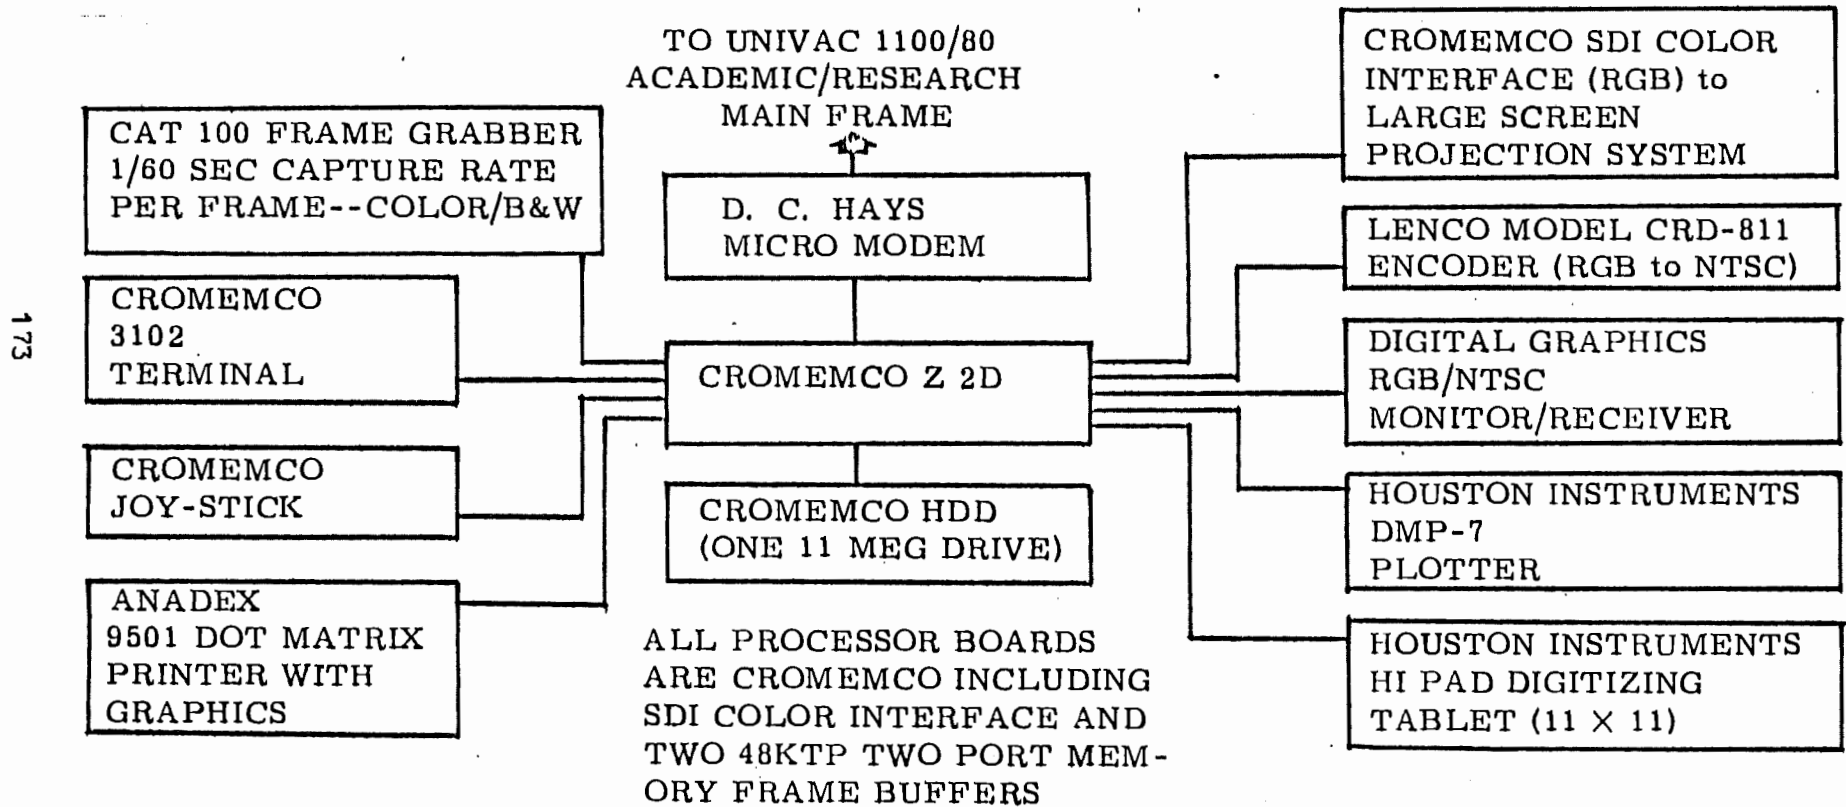 173
CAT 100 FRAME GRABBER
1/60 SEC CAPTURE RATE
PER FRAME--COLOR/B&W
CROMEMCO
3102
TERMINAL
CROMEMCO
JOY-STICK
ANADEX
9501 DOT MATRIX
PRINTER WITH
GRAPHICS
TO UNIVAC 1100/80
ACADEMIC/RESEARCH
MAIN FRAME
D. C. HAYS
MICRO MODEM
CROMEMCO Z 2D
CROMEMCO HDD
(ONE 11 MEG DRIVE)
ALL PROCESSOR BOARDS
ARE CROMEMCO INCLUDING
SDI COLOR INTERFACE AND
TWO 48KTP TWO PORT MEM-
ORY FRAME BUFFERS
CROMEMCO SDI COLOR
INTERFACE (RGB) to
LARGE SCREEN
PROJECTION SYSTEM
LENCO MODEL CRD-811
ENCODER (RGB to NTSC)
DIGITAL GRAPHICS
RGB/NTSC
MONITOR/RECEIVER
HOUSTON INSTRUMENTS
DMP-7
PLOTTER
HOUSTON INSTRUMENTS
HI PAD DIGITIZING
TABLET (11 X 11)